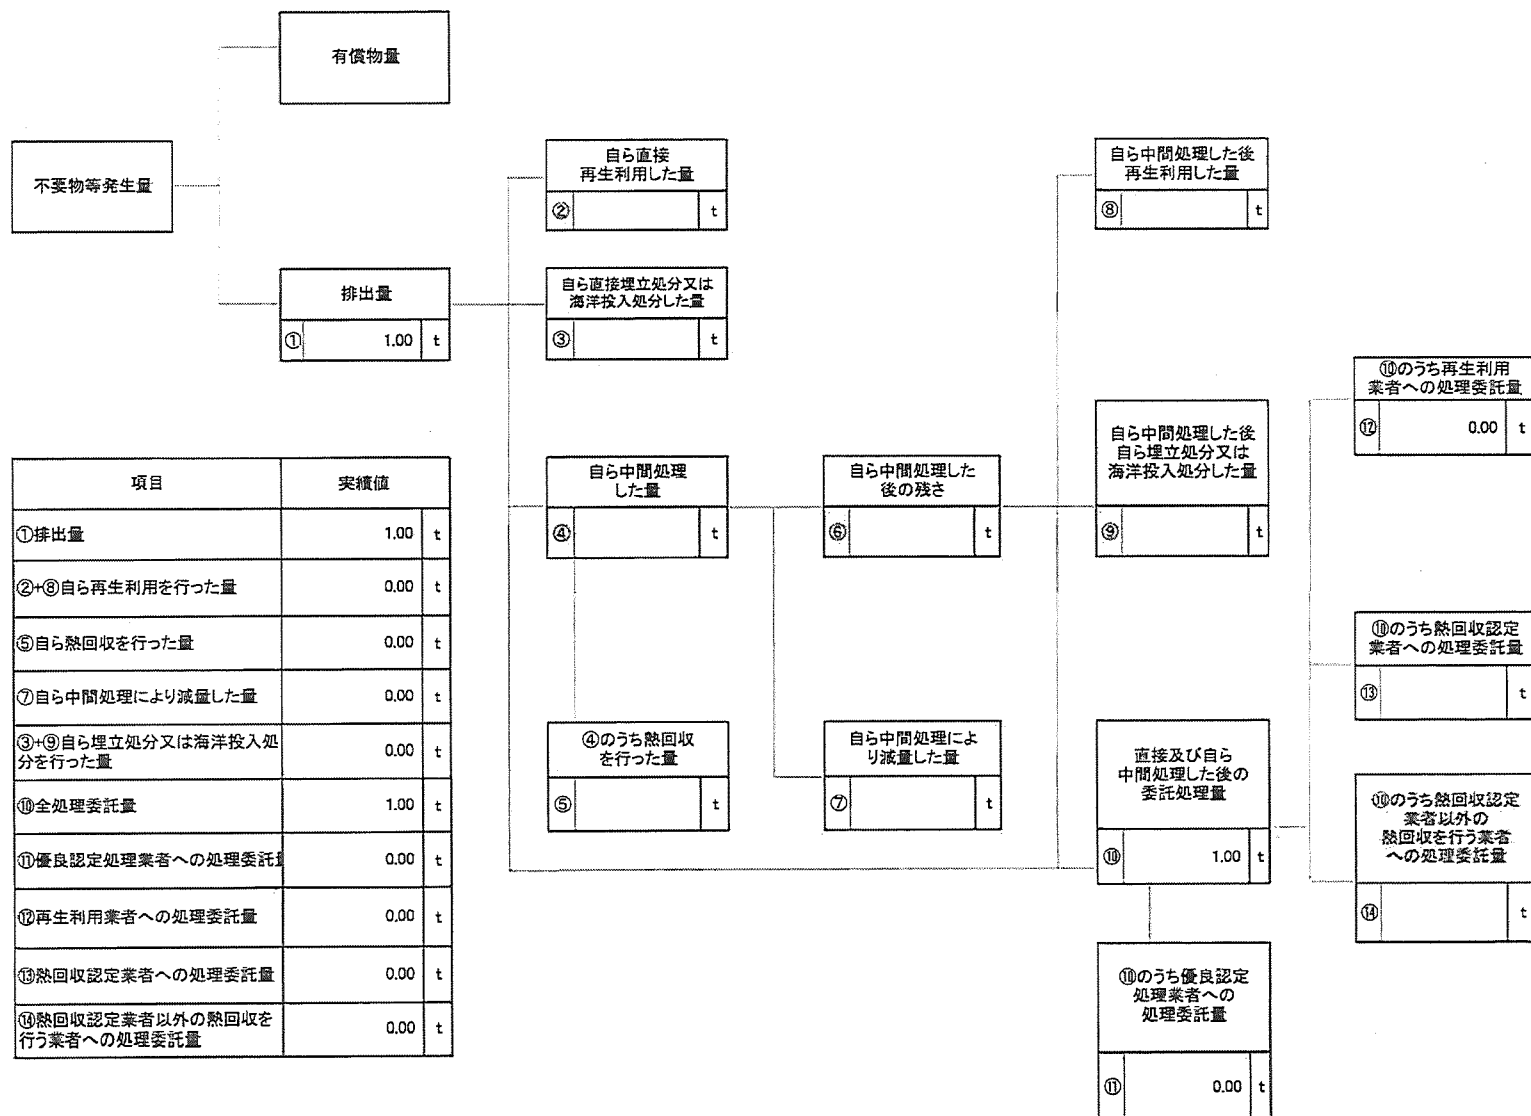 有償物量
不要物等発生量
排出量
① 1.00 t
自ら直接
再生利用した量
② t
自ら直接埋立処分又は
海洋投入処分した量
③ t
自ら中間処理
した量
④ t
④のうち熱回収
を行った量
⑤ t
自ら中間処理した
後の残さ
⑥ t
自ら中間処理によ
り減量した量
⑦ t
自ら中間処理した後
再生利用した量
⑧ t
自ら中間処理した後
自ら埋立処分又は
海洋投入処分した量
⑨ t
直接及び自ら
中間処理した後の
委託処理量
⑩ 1.00 t
⑩のうち優良認定
処理業者への
処理委託量
⑪ 0.00 t
⑩のうち再生利用
業者への処理委託量
⑫ 0.00 t
⑩のうち熱回収認定
業者への処理委託量
⑬ t
⑩のうち熱回収認定
業者以外の
熱回収を行う業者
への処理委託量
⑭ t
項目 実績値
①排出量 1.00 t
②+⑧自ら再生利用を行った量 0.00 t
⑤自ら熱回収を行った量 0.00 t
⑦自ら中間処理により減量した量 0.00 t
③+⑨自ら埋立処分又は海洋投入処
分を行った量 0.00 t
⑩全処理委託量 1.00 t
⑪優良認定処理業者への処理委託 0.00 t
⑫再生利用業者への処理委託量 0.00 t
⑬熱回収認定業者への処理委託量 0.00 t
⑭熱回収認定業者以外の熱回収を
行う業者への処理委託量 0.00 t